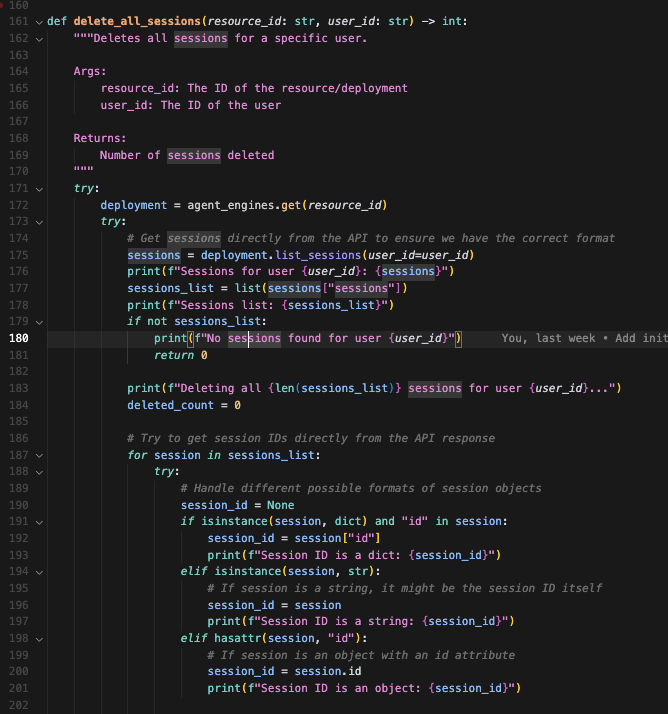 160
161 def delete_all_sessions(resource_id: str, user_id: str) -> int:
162     """Deletes all sessions for a specific user.
163
164     Args:
165         resource_id: The ID of the resource/deployment
166         user_id: The ID of the user
167
168     Returns:
169         Number of sessions deleted
170     """
171     try:
172         deployment = agent_engines.get(resource_id)
173         try:
174             # Get sessions directly from the API to ensure we have the correct format
175             sessions = deployment.list_sessions(user_id=user_id)
176             print(f"Sessions for user {user_id}: {sessions}")
177             sessions_list = list(sessions["sessions"])
178             print(f"Sessions list: {sessions_list}")
179             if not sessions_list:
180                 print(f"No sessions found for user {user_id}")      You, last week • Add init
181                 return 0
182
183             print(f"Deleting all {len(sessions_list)} sessions for user {user_id}...")
184             deleted_count = 0
185
186             # Try to get session IDs directly from the API response
187             for session in sessions_list:
188                 try:
189                     # Handle different possible formats of session objects
190                     session_id = None
191                     if isinstance(session, dict) and "id" in session:
192                         session_id = session["id"]
193                         print(f"Session ID is a dict: {session_id}")
194                     elif isinstance(session, str):
195                         # If session is a string, it might be the session ID itself
196                         session_id = session
197                         print(f"Session ID is a string: {session_id}")
198                     elif hasattr(session, "id"):
199                         # If session is an object with an id attribute
200                         session_id = session.id
201                         print(f"Session ID is an object: {session_id}")
202